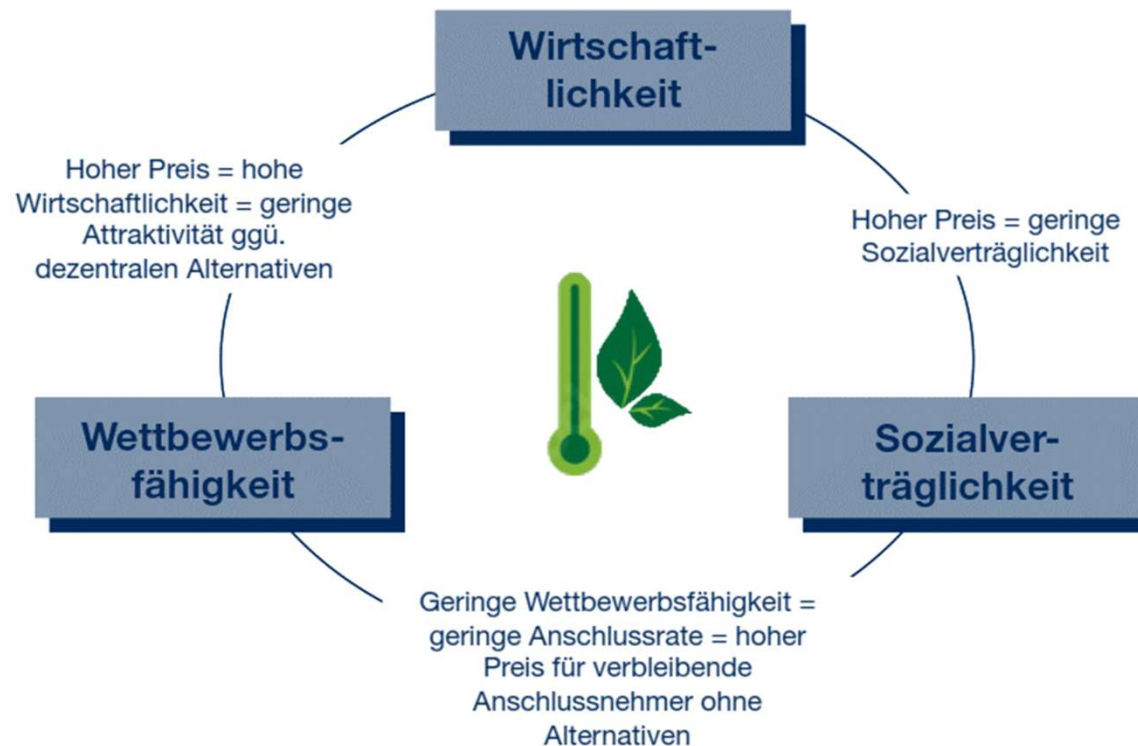 Wirtschaft-
lichkeit
Hoher Preis = hohe
Wirtschaftlichkeit = geringe
Attraktivität ggü.
dezentralen Alternativen
Hoher Preis = geringe
Sozialverträglichkeit
Wettbewerbs-
fähigkeit
Sozialver-
träglichkeit
Geringe Wettbewerbsfähigkeit =
geringe Anschlussrate = hoher
Preis für verbleibende
Anschlussnehmer ohne
Alternativen